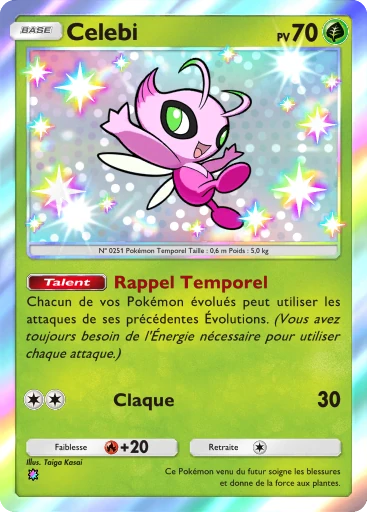 BASE Celebi PV 70
N° 0251 Pokémon Temporel Taille : 0,6 m Poids : 5,0 kg
Talent Rappel Temporel
Chacun de vos Pokémon évolués peut utiliser les
attaques de ses précédentes Évolutions. (Vous avez
toujours besoin de l'Énergie nécessaire pour utiliser
chaque attaque.)
Claque 30
Faiblesse +20 Retraite
Illus. Taiga Kasai
Ce Pokémon venu du futur soigne les blessures
et donne de la force aux plantes.